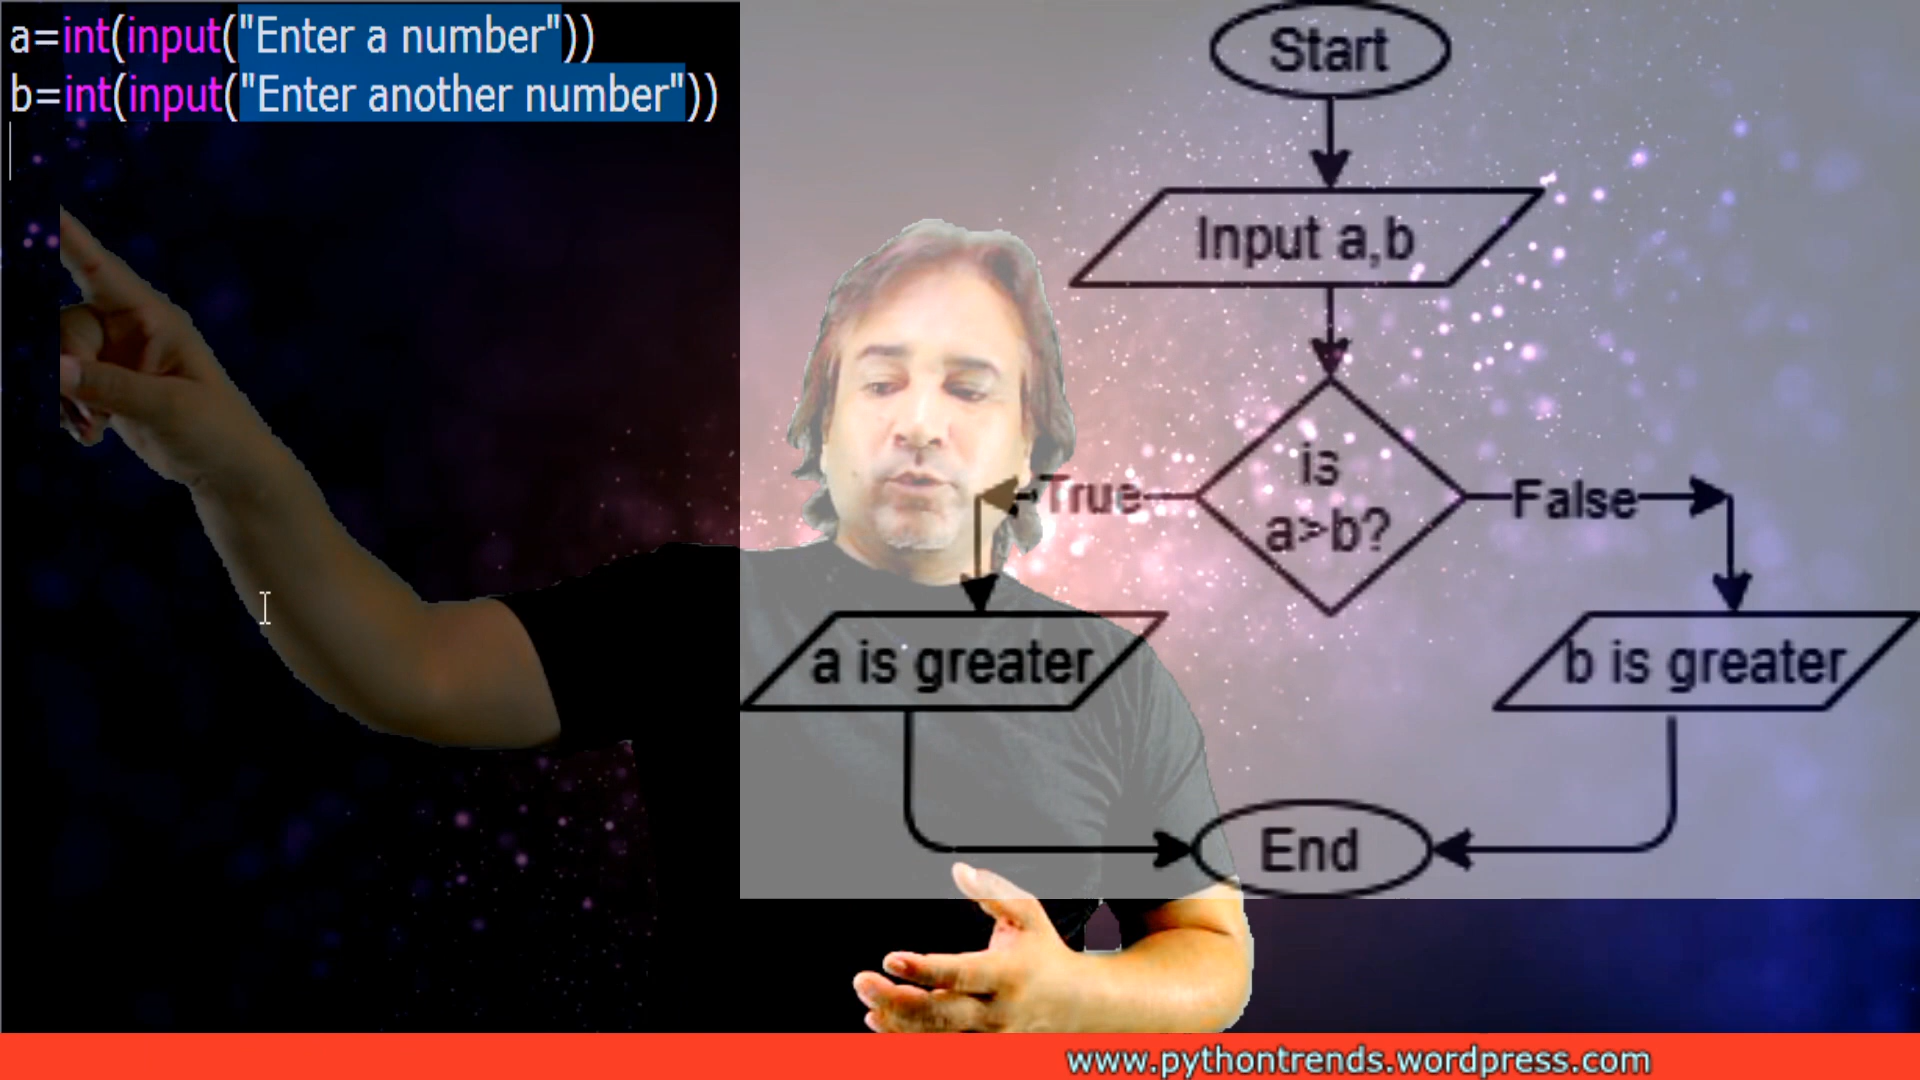 a=int(input("Enter a number"))
b=int(input("Enter another number"))
Start
Input a,b
is
a>b?
True
False
a is greater
b is greater
End
www.pythontrends.wordpress.com